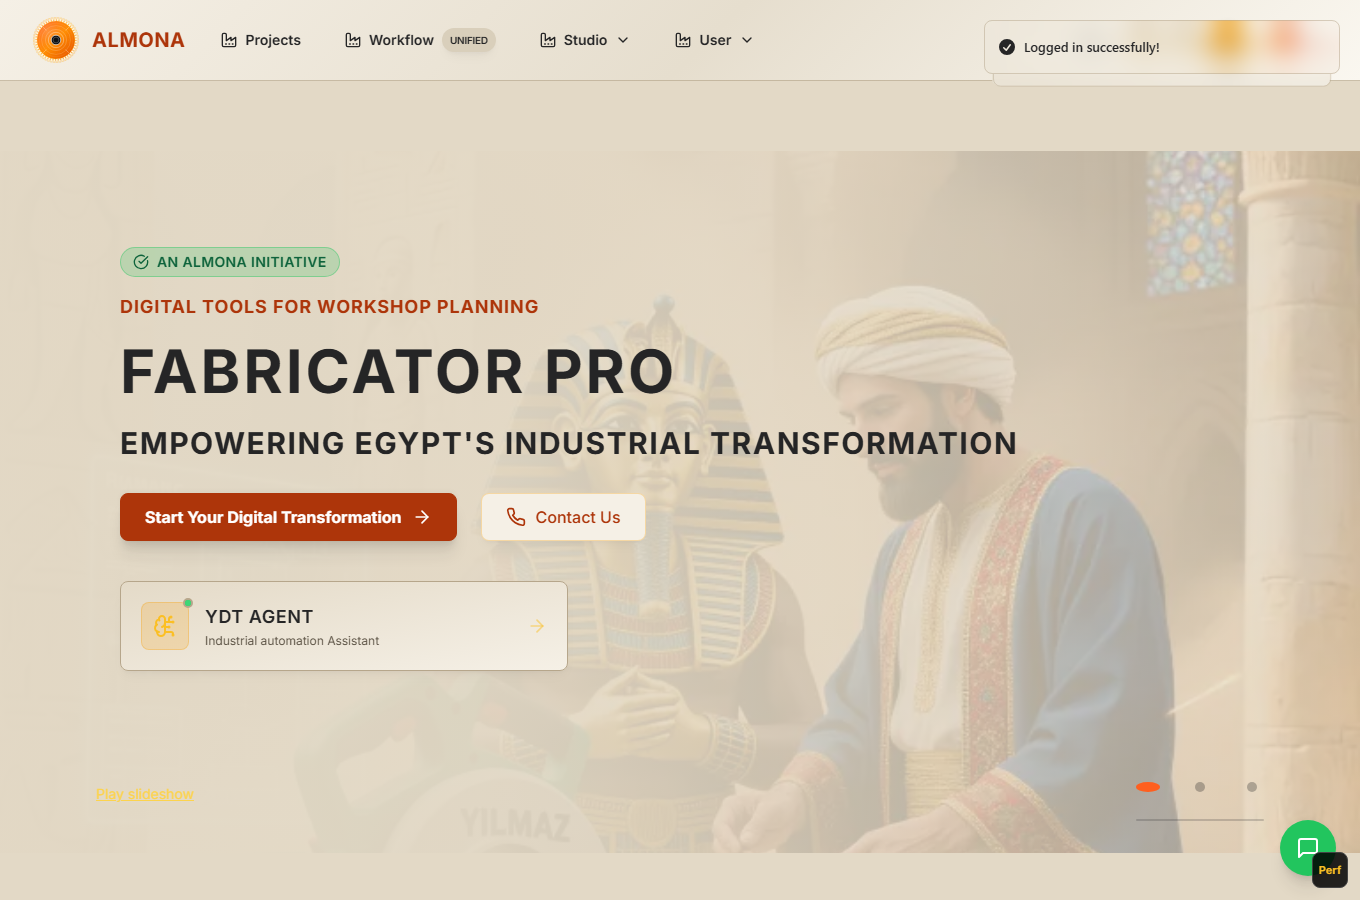 ALMONA
Projects
Workflow UNIFIED
Studio
User
Logged in successfully!
AN ALMONA INITIATIVE
DIGITAL TOOLS FOR WORKSHOP PLANNING
FABRICATOR PRO
EMPOWERING EGYPT'S INDUSTRIAL TRANSFORMATION
Start Your Digital Transformation
Contact Us
YDT AGENT
Industrial automation Assistant
Play slideshow
YILMAZ
Perf